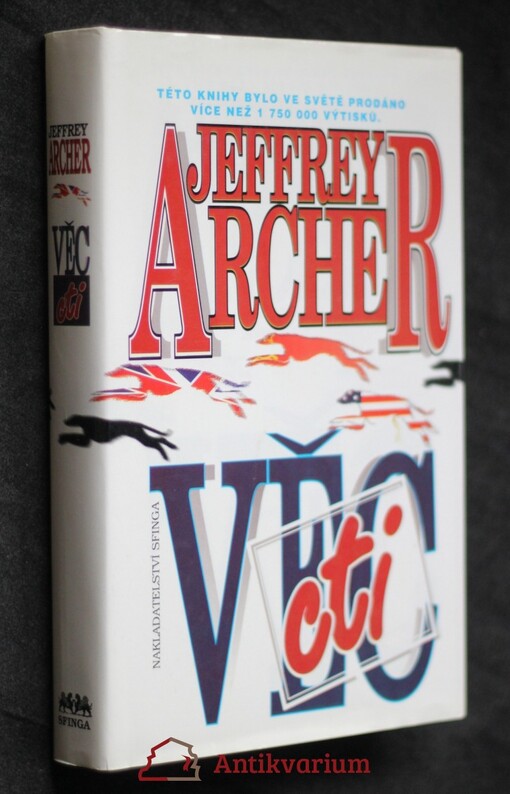 TÉTO KNIHY BYLO VE SVĚTĚ PRODÁNO
VÍCE NEŽ 1 750 000 VÝTISKŮ.
JEFFREY
ARCHER
VĚC
cti
NAKLADATELSTVÍ SFINGA
JEFFREY
ARCHER
VĚC
cti
SFINGA
Antikvarium